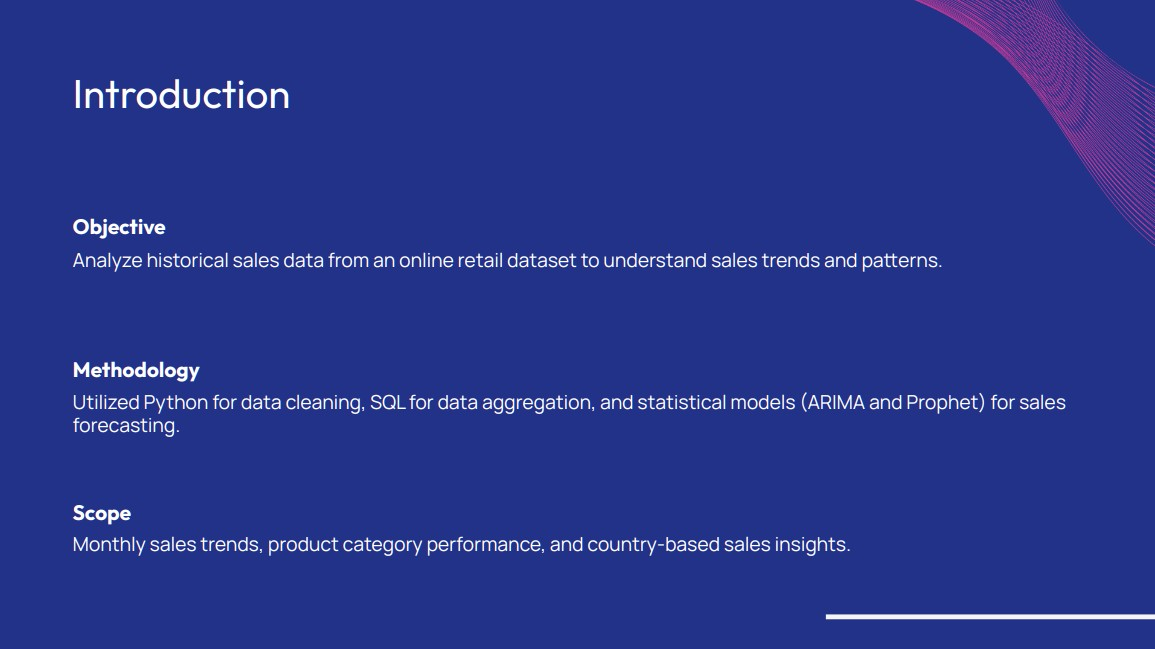 Introduction
Objective
Analyze historical sales data from an online retail dataset to understand sales trends and patterns.
Methodology
Utilized Python for data cleaning, SQL for data aggregation, and statistical models (ARIMA and Prophet) for sales
forecasting.
Scope
Monthly sales trends, product category performance, and country-based sales insights.